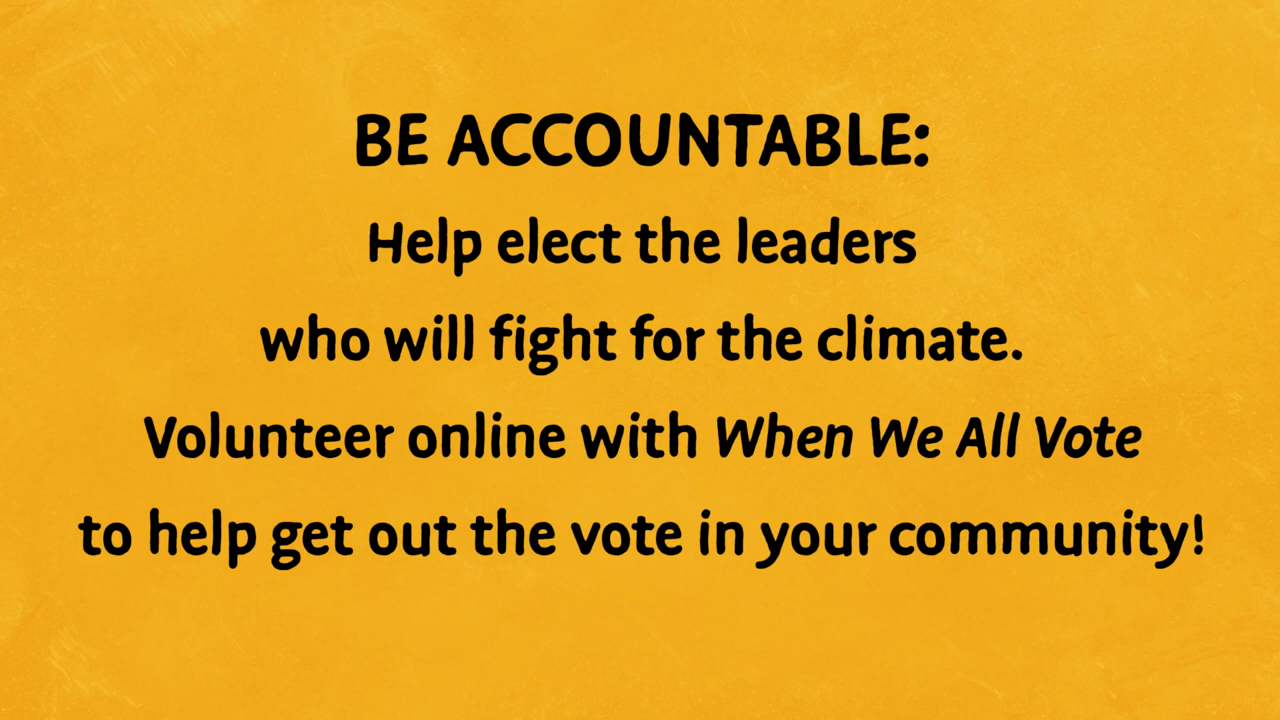 BE ACCOUNTABLE:
Help elect the leaders
who will fight for the climate.
Volunteer online with When We All Vote
to help get out the vote in your community!